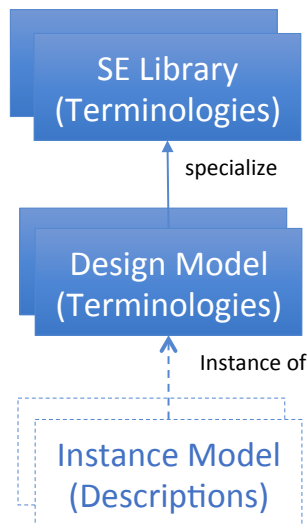 SE Library
(Terminologies)
specialize
Design Model
(Terminologies)
Instance of
Instance Model
(Descriptions)